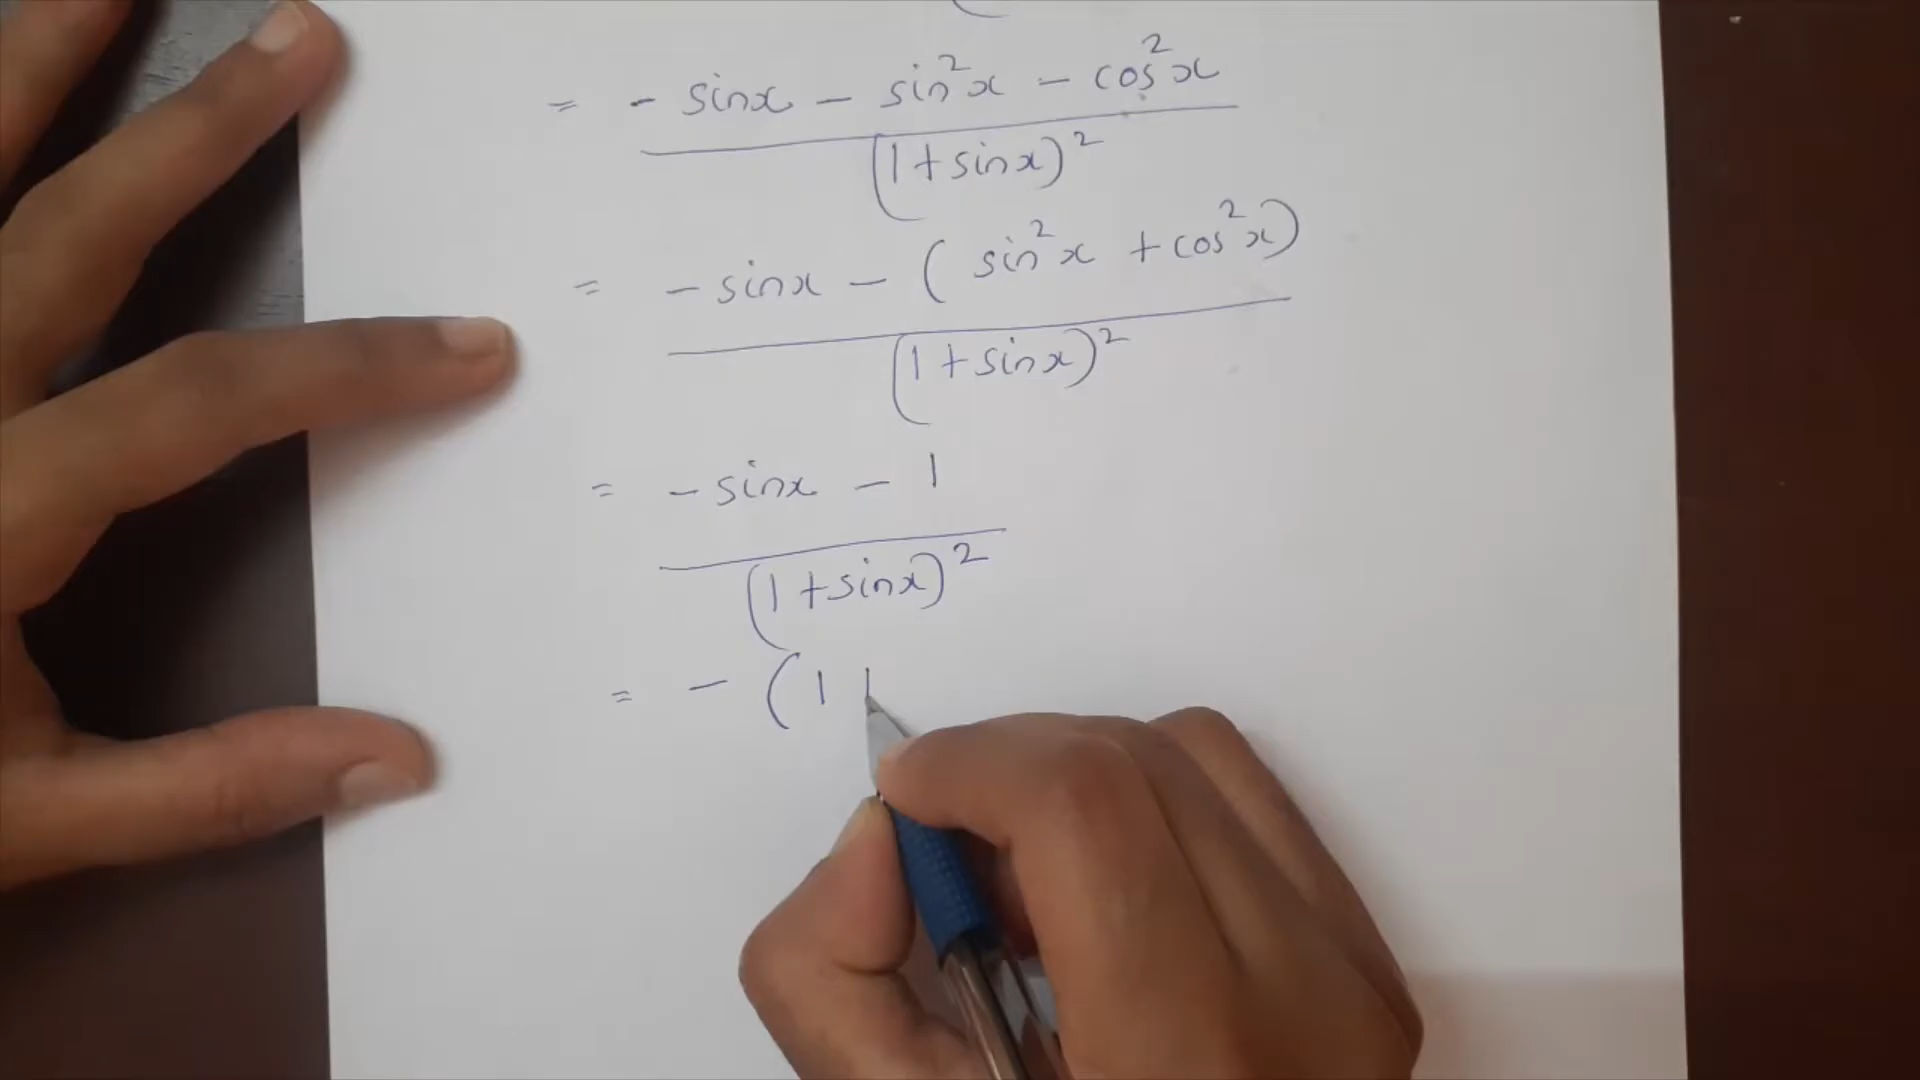 = - sinx - sin²x - cos²x
(1 + sinx)²
= - sinx - ( sin²x + cos²x)
(1 + sinx)²
= - sinx - 1
(1 + sinx)²
= - ( 1